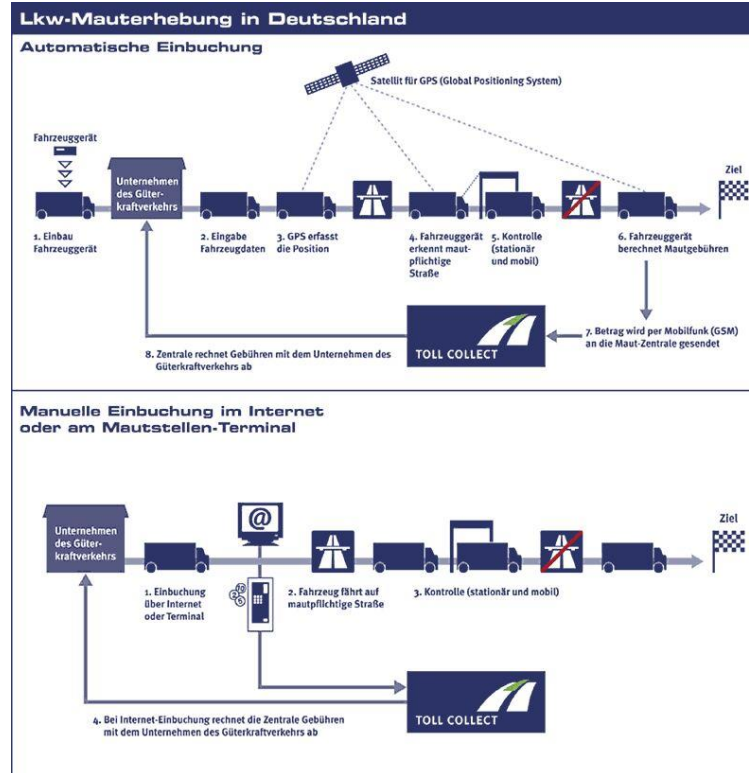 Lkw-Mauterhebung in Deutschland
Automatische Einbuchung
Satellit für GPS (Global Positioning System)
Fahrzeuggerät
Unternehmen
des Güter-
kraftverkehrs
Ziel
1. Einbau
Fahrzeuggerät
2. Eingabe
Fahrzeugdaten
3. GPS erfasst
die Position
4. Fahrzeuggerät
erkennt maut-
pflichtige
Straße
5. Kontrolle
(stationär
und mobil)
6. Fahrzeuggerät
berechnet Mautgebühren
7. Betrag wird per Mobilfunk (GSM)
an die Maut-Zentrale gesendet
TOLL COLLECT
8. Zentrale rechnet Gebühren mit dem Unternehmen des
Güterkraftverkehrs ab
Manuelle Einbuchung im Internet
oder am Mautstellen-Terminal
Unternehmen
des Güter-
kraftverkehrs
@
Ziel
1. Einbuchung
über Internet
oder Terminal
10
2
5
2. Fahrzeug fährt auf
mautpflichtige Straße
3. Kontrolle (stationär und mobil)
TOLL COLLECT
4. Bei Internet-Einbuchung rechnet die Zentrale Gebühren
mit dem Unternehmen des Güterkraftverkehrs ab